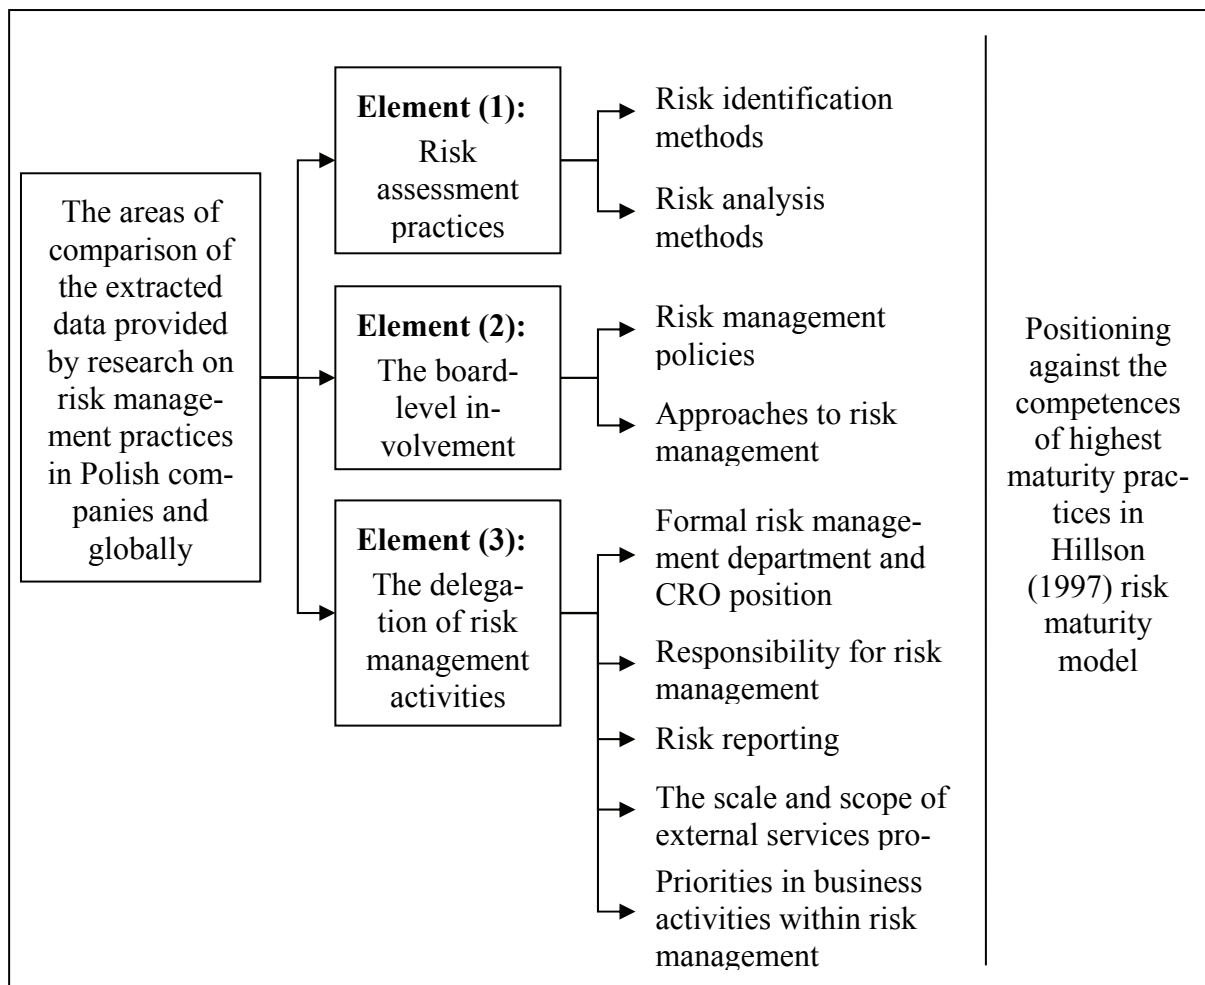 The areas of
comparison of
the extracted
data provided
by research on
risk manage-
ment practices
in Polish com-
panies and
globally
Element (1):
Risk
assessment
practices
Risk identification
methods
Risk analysis
methods
Element (2):
The board-
level in-
volvement
Risk management
policies
Approaches to risk
management
Element (3):
The delega-
tion of risk
management
activities
Formal risk manage-
ment department and
CRO position
Responsibility for risk
management
Risk reporting
The scale and scope of
external services pro-
Priorities in business
activities within risk
management
Positioning
against the
competences
of highest
maturity prac-
tices in
Hillson
(1997) risk
maturity
model